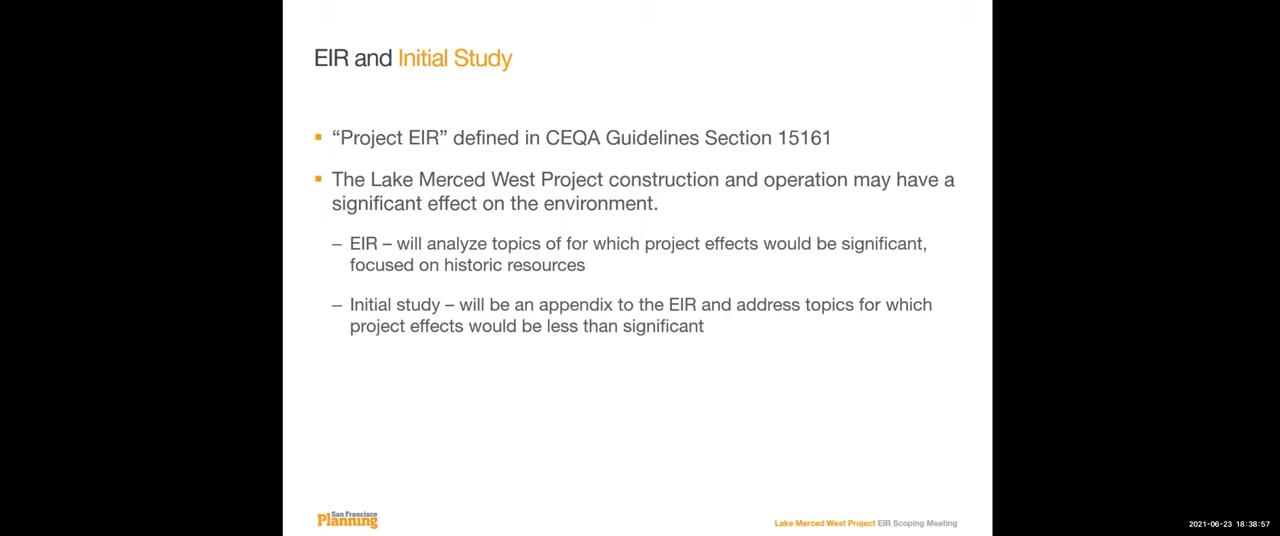 EIR and Initial Study
▪ “Project EIR” defined in CEQA Guidelines Section 15161
▪ The Lake Merced West Project construction and operation may have a
significant effect on the environment.
– EIR – will analyze topics of for which project effects would be significant,
focused on historic resources
– Initial study – will be an appendix to the EIR and address topics for which
project effects would be less than significant
San Francisco
Planning
Lake Merced West Project EIR Scoping Meeting
2021-06-23 18:38:57